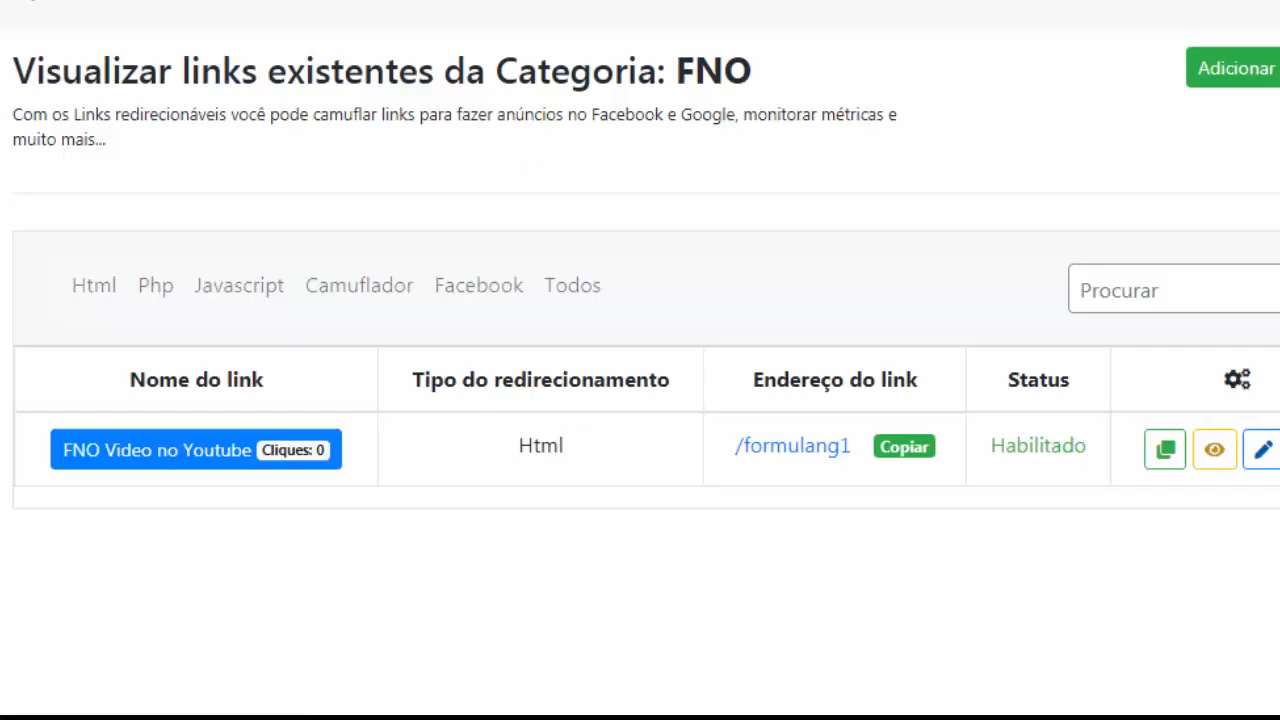 Visualizar links existentes da Categoria: FNO
Adicionar
Com os Links redirecionáveis você pode camuflar links para fazer anúncios no Facebook e Google, monitorar métricas e
muito mais...
Html Php Javascript Camuflador Facebook Todos
Procurar
Nome do link Tipo do redirecionamento Endereço do link Status
FNO Video no Youtube Cliques: 0 Html /formulang1 Copiar Habilitado